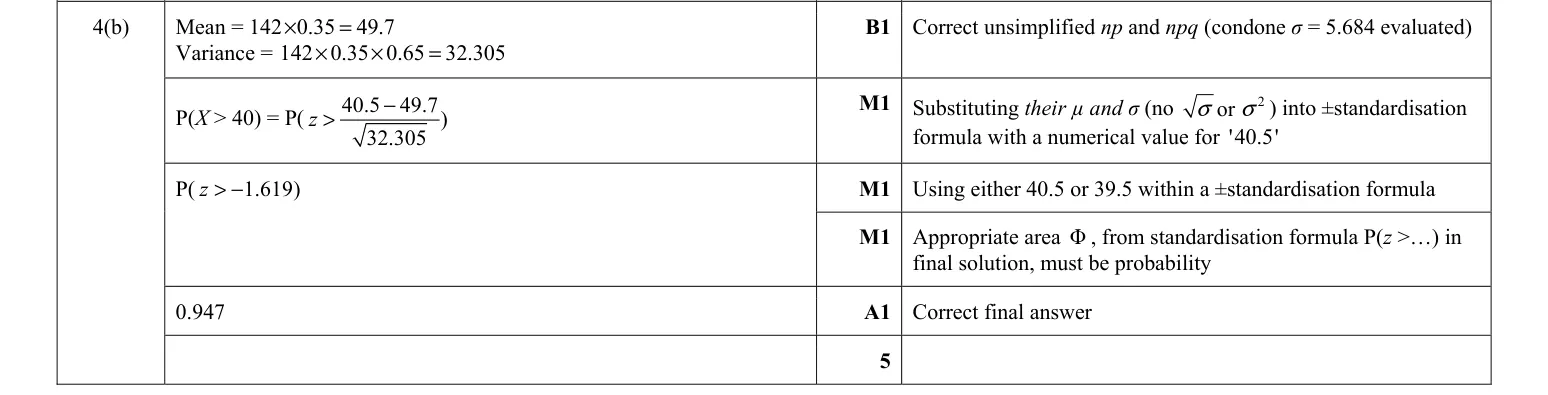 4(b)
Mean = 142×0.35 = 49.7
Variance = 142×0.35×0.65 = 32.305
B1
Correct unsimplified np and npq (condone σ = 5.684 evaluated)
P(X > 40) = P( z > (40.5 − 49.7)/√32.305 )
M1
Substituting their μ and σ (no √σ or σ² ) into ±standardisation
formula with a numerical value for '40.5'
P( z > −1.619)
M1
Using either 40.5 or 39.5 within a ±standardisation formula
M1
Appropriate area Φ , from standardisation formula P(z >…) in
final solution, must be probability
0.947
A1
Correct final answer
5